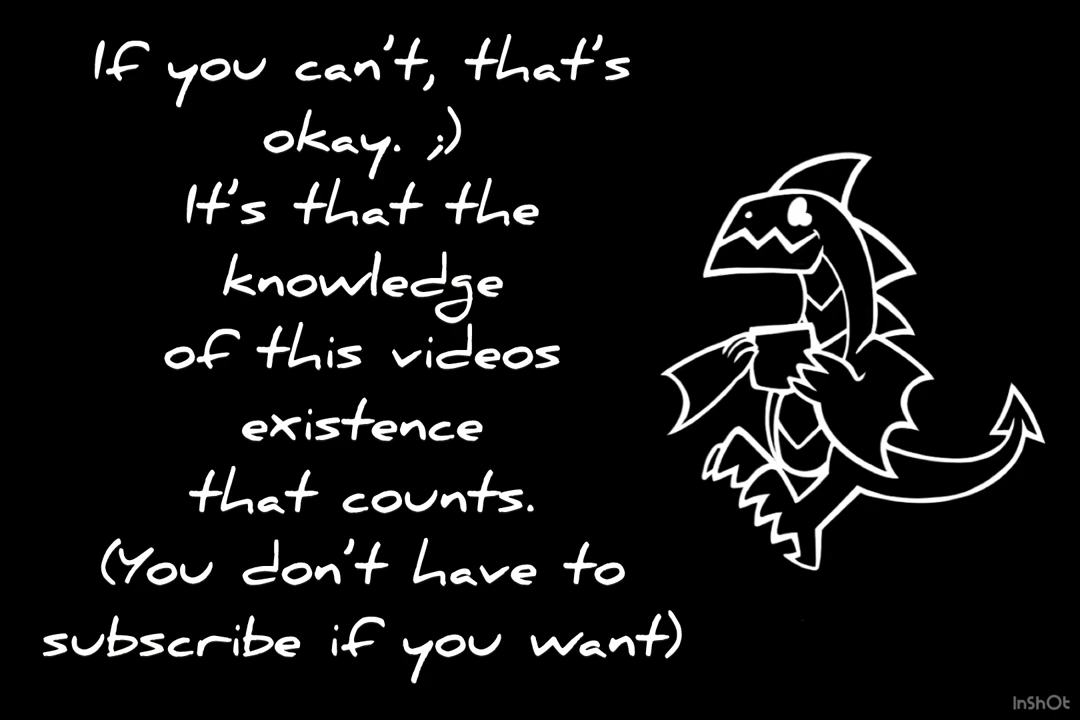 If you can't, that's
okay. ;)
It's that the
knowledge
of this videos
existence
that counts.
(You don't have to
subscribe if you want)
InShOt